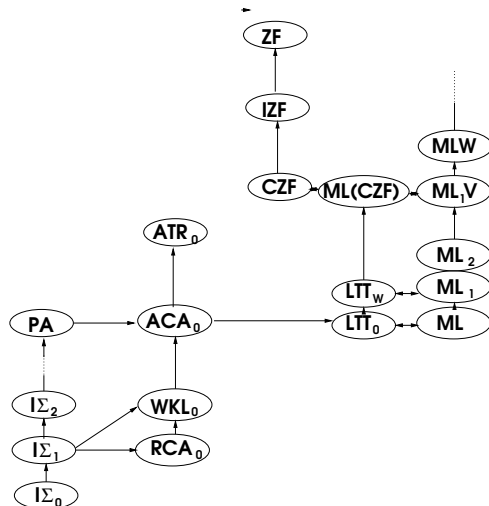 ZF
IZF
MLW
CZF
ML(CZF)
ML₁V
ATR₀
ML₂
LTT_W
ML₁
PA
ACA₀
LTT₀
ML
IΣ₂
WKL₀
IΣ₁
RCA₀
IΣ₀